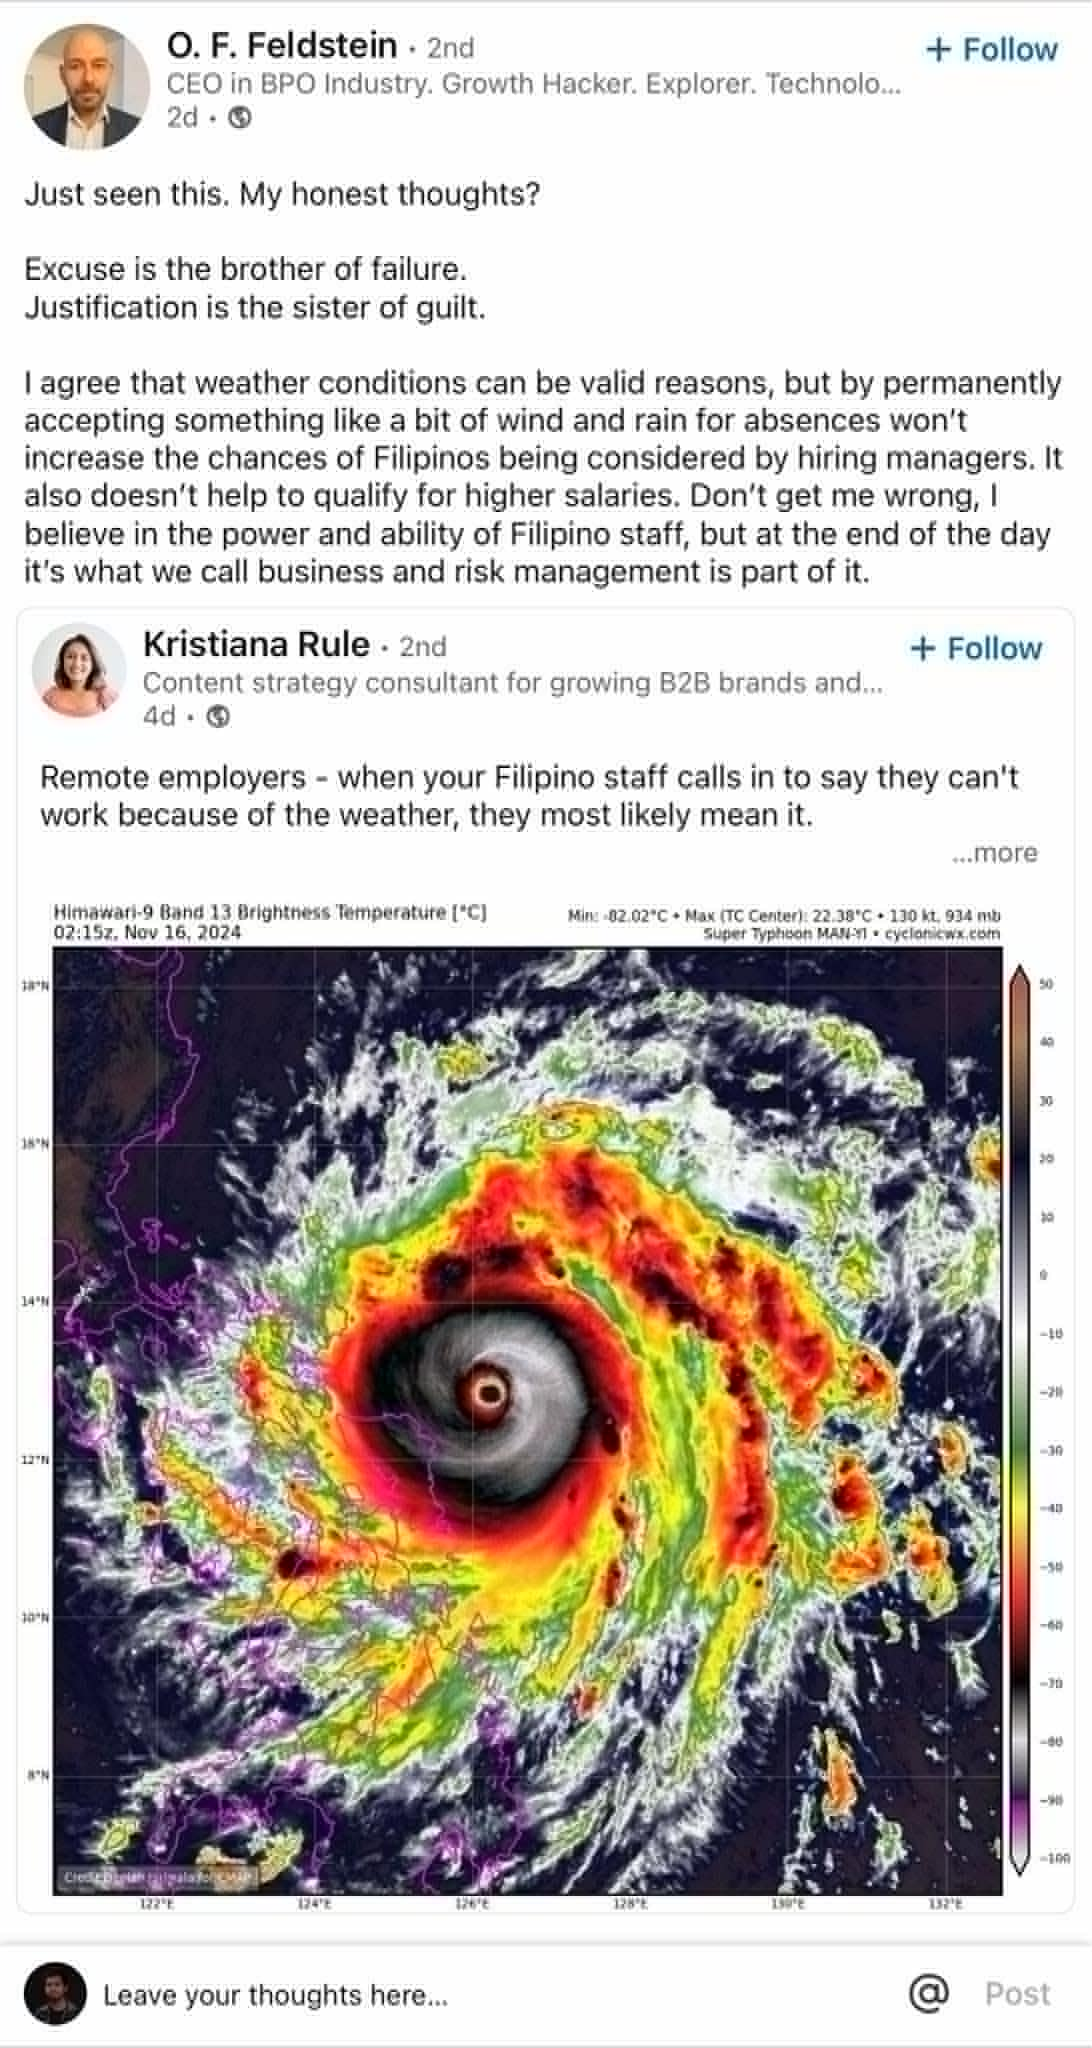 O. F. Feldstein · 2nd
+ Follow
CEO in BPO Industry. Growth Hacker. Explorer. Technolo...
2d ·
Just seen this. My honest thoughts?
Excuse is the brother of failure.
Justification is the sister of guilt.
I agree that weather conditions can be valid reasons, but by permanently
accepting something like a bit of wind and rain for absences won't
increase the chances of Filipinos being considered by hiring managers. It
also doesn't help to qualify for higher salaries. Don't get me wrong, I
believe in the power and ability of Filipino staff, but at the end of the day
it's what we call business and risk management is part of it.
Kristiana Rule · 2nd
+ Follow
Content strategy consultant for growing B2B brands and...
4d ·
Remote employers - when your Filipino staff calls in to say they can't
work because of the weather, they most likely mean it.
...more
Himawari-9 Band 13 Brightness Temperature [°C]
02:15z, Nov 16, 2024
Min: -82.02°C • Max (TC Center): 22.38°C • 130 kt, 934 mb
Super Typhoon MAN-YI • cyclonicwx.com
18°N
16°N
14°N
12°N
10°N
8°N
50
40
30
20
10
0
-10
-20
-30
-40
-50
-60
-70
-80
-90
-100
122°E
124°E
126°E
128°E
130°E
132°E
Leave your thoughts here...
@
Post